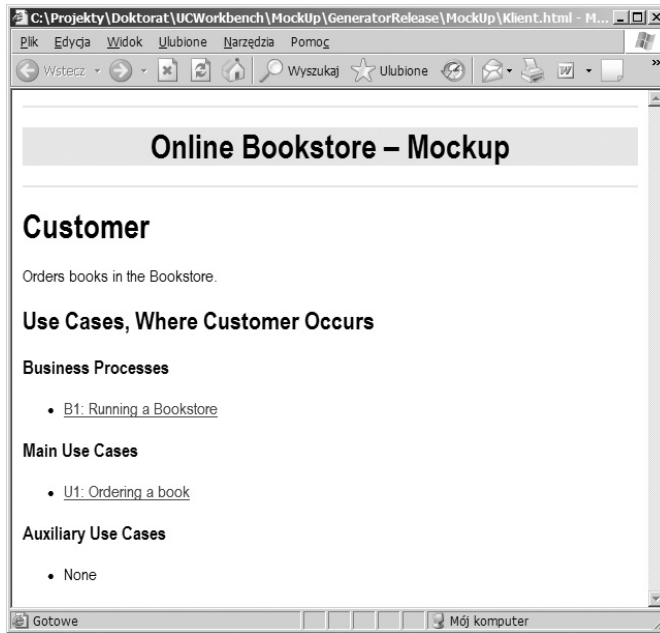 C:\Projekty\Doktorat\UCWorkbench\MockUp\GeneratorRelease\MockUp\Klient.html - M...
Plik Edycja Widok Ulubione Narzędzia Pomoc
Wstecz Wyszukaj Ulubione »
Online Bookstore – Mockup
Customer
Orders books in the Bookstore.
Use Cases, Where Customer Occurs
Business Processes
• B1: Running a Bookstore
Main Use Cases
• U1: Ordering a book
Auxiliary Use Cases
• None
Gotowe Mój komputer